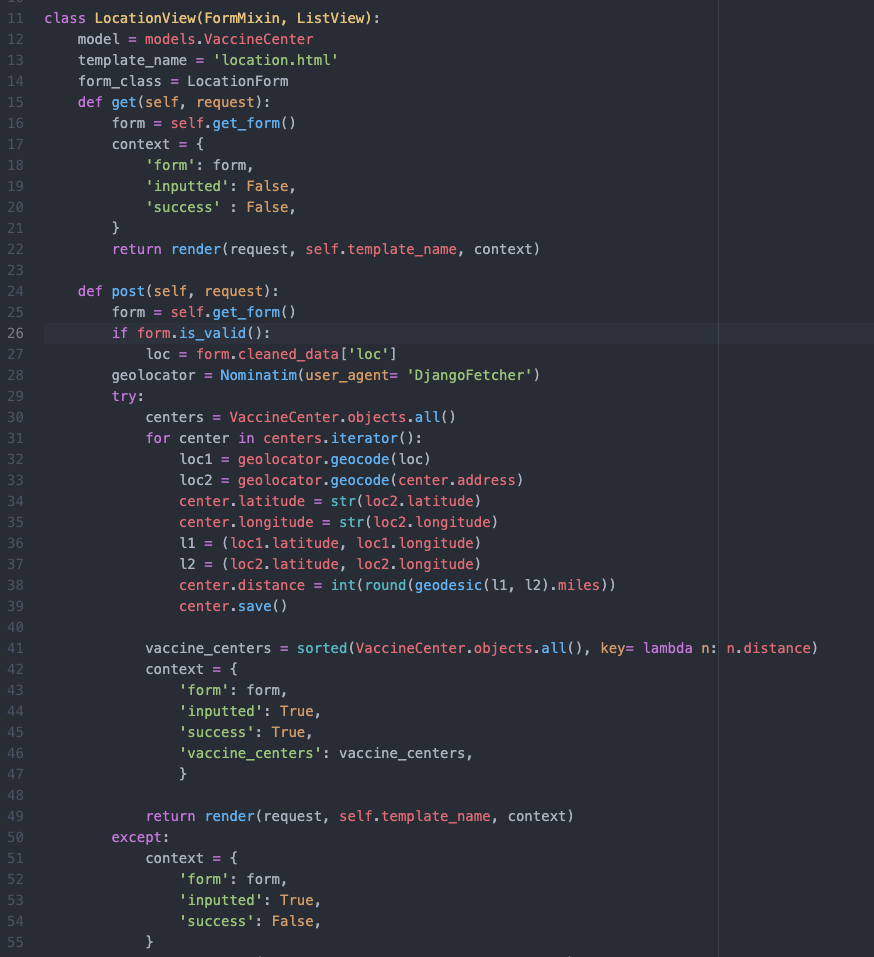 11 class LocationView(FormMixin, ListView):
12     model = models.VaccineCenter
13     template_name = 'location.html'
14     form_class = LocationForm
15     def get(self, request):
16         form = self.get_form()
17         context = {
18             'form': form,
19             'inputted': False,
20             'success' : False,
21         }
22         return render(request, self.template_name, context)
23
24     def post(self, request):
25         form = self.get_form()
26         if form.is_valid():
27             loc = form.cleaned_data['loc']
28         geolocator = Nominatim(user_agent= 'DjangoFetcher')
29         try:
30             centers = VaccineCenter.objects.all()
31             for center in centers.iterator():
32                 loc1 = geolocator.geocode(loc)
33                 loc2 = geolocator.geocode(center.address)
34                 center.latitude = str(loc2.latitude)
35                 center.longitude = str(loc2.longitude)
36                 l1 = (loc1.latitude, loc1.longitude)
37                 l2 = (loc2.latitude, loc2.longitude)
38                 center.distance = int(round(geodesic(l1, l2).miles))
39                 center.save()
40
41             vaccine_centers = sorted(VaccineCenter.objects.all(), key= lambda n: n.distance)
42             context = {
43                 'form': form,
44                 'inputted': True,
45                 'success': True,
46                 'vaccine_centers': vaccine_centers,
47                 }
48
49             return render(request, self.template_name, context)
50         except:
51             context = {
52                 'form': form,
53                 'inputted': True,
54                 'success': False,
55             }